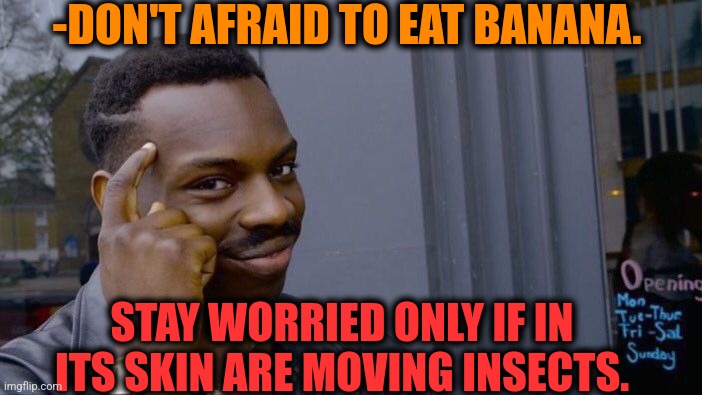 -DON'T AFRAID TO EAT BANANA.
Opening
Mon
Tue-Thur
Fri-Sat
Sunday
STAY WORRIED ONLY IF IN
ITS SKIN ARE MOVING INSECTS.
imgflip.com